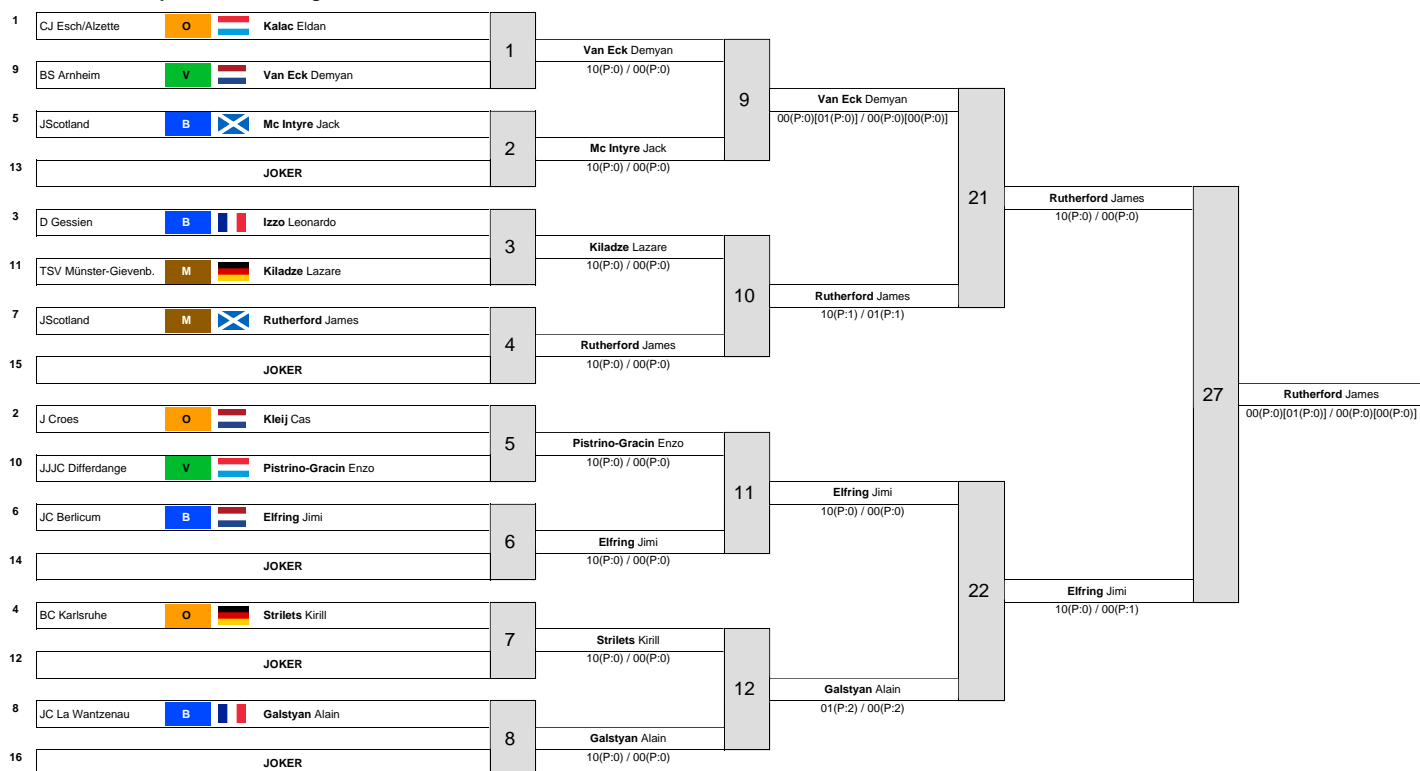 1 CJ Esch/Alzette O Kalac Eldan
1
Van Eck Demyan
10(P:0) / 00(P:0)
9 BS Arnheim V Van Eck Demyan
9
Van Eck Demyan
00(P:0)[01(P:0)] / 00(P:0)[00(P:0)]
5 JScotland B Mc Intyre Jack
2
Mc Intyre Jack
10(P:0) / 00(P:0)
13 JOKER
21
Rutherford James
10(P:0) / 00(P:0)
3 D Gessien B Izzo Leonardo
3
Kiladze Lazare
10(P:0) / 00(P:0)
11 TSV Münster-Gievenb. M Kiladze Lazare
10
Rutherford James
10(P:1) / 01(P:1)
7 JScotland M Rutherford James
4
Rutherford James
10(P:0) / 00(P:0)
15 JOKER
27
Rutherford James
00(P:0)[01(P:0)] / 00(P:0)[00(P:0)]
2 J Croes O Kleij Cas
5
Pistrino-Gracin Enzo
10(P:0) / 00(P:0)
10 JJJC Differdange V Pistrino-Gracin Enzo
11
Elfring Jimi
10(P:0) / 00(P:0)
6 JC Berlicum B Elfring Jimi
6
Elfring Jimi
10(P:0) / 00(P:0)
14 JOKER
22
Elfring Jimi
10(P:0) / 00(P:1)
4 BC Karlsruhe O Strilets Kirill
7
Strilets Kirill
10(P:0) / 00(P:0)
12 JOKER
12
Galstyan Alain
01(P:2) / 00(P:2)
8 JC La Wantzenau B Galstyan Alain
8
Galstyan Alain
10(P:0) / 00(P:0)
16 JOKER